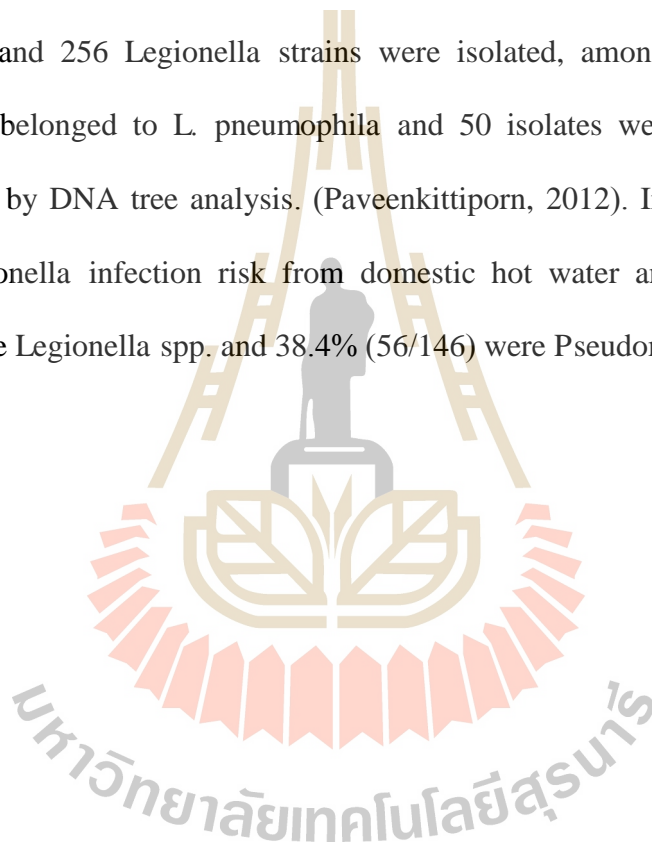 and 256 Legionella strains were isolated, amon
belonged to L. pneumophila and 50 isolates we
by DNA tree analysis. (Paveenkittiporn, 2012). I
onella infection risk from domestic hot water a
e Legionella spp. and 38.4% (56/146) were Pseudo
มหาวิทยาลัยเทคโนโลยีสุรนารี